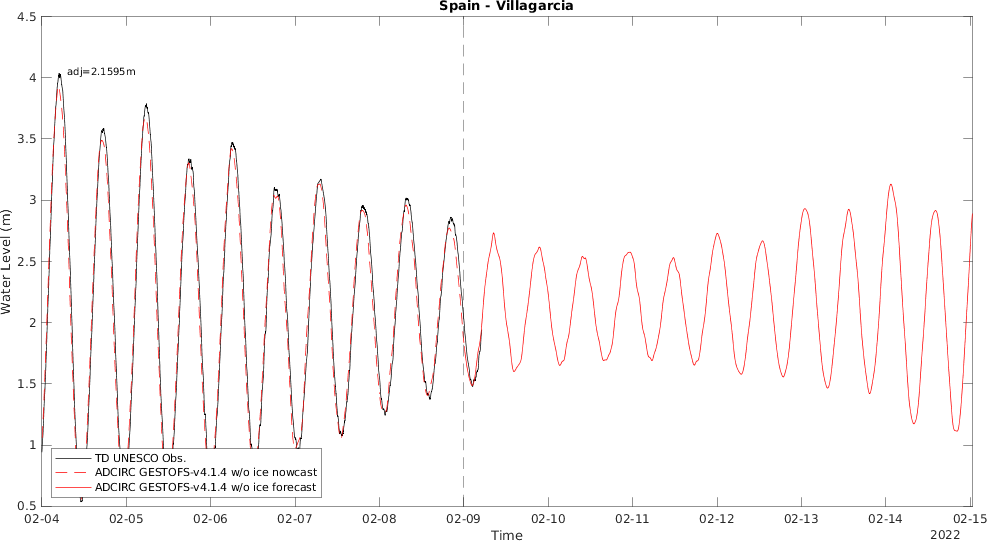 Spain - Villagarcia
4.5
4
3.5
3
2.5
2
1.5
1
0.5
Water Level (m)
adj=2.1595m
TD UNESCO Obs.
ADCIRC GESTOFS-v4.1.4 w/o ice nowcast
ADCIRC GESTOFS-v4.1.4 w/o ice forecast
02-04 02-05 02-06 02-07 02-08 02-09 02-10 02-11 02-12 02-13 02-14 02-15
Time
2022